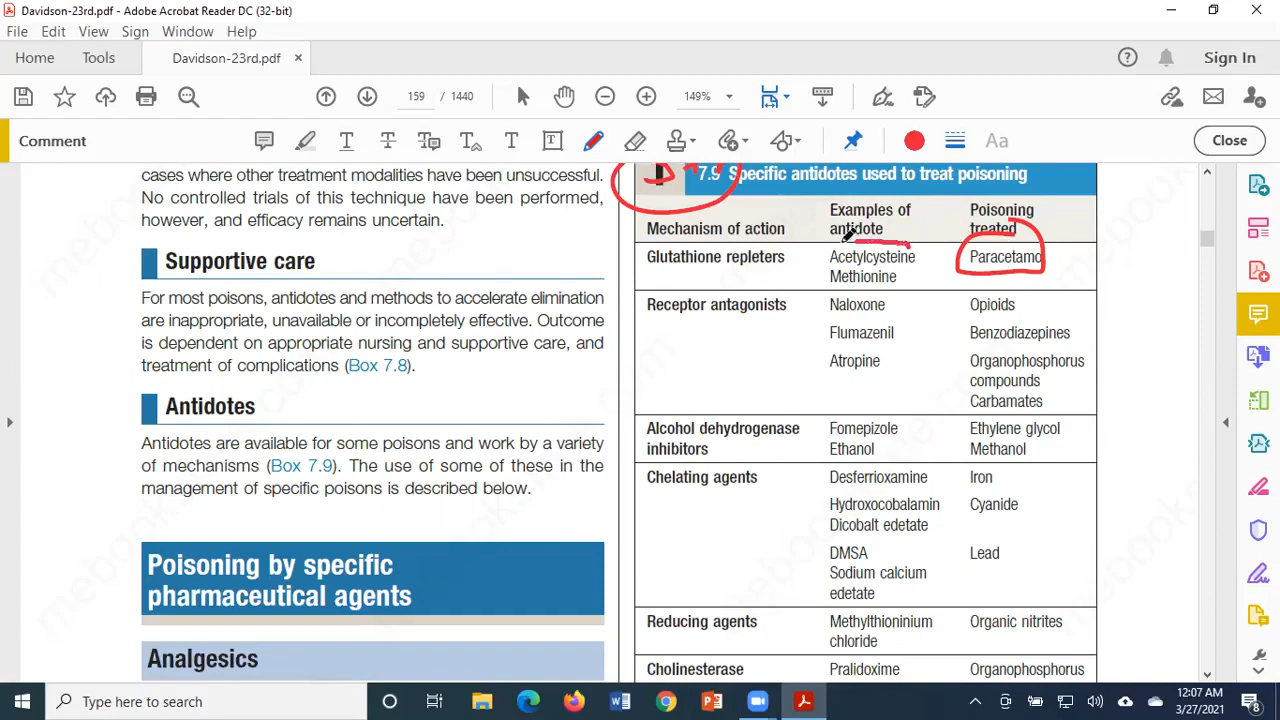 Davidson-23rd.pdf - Adobe Acrobat Reader DC (32-bit)
File Edit View Sign Window Help
Home Tools Davidson-23rd.pdf × Sign In
159 / 1440 149%
Comment Aa Close
cases where other treatment modalities have been unsuccessful.
No controlled trials of this technique have been performed,
however, and efficacy remains uncertain.
Supportive care
For most poisons, antidotes and methods to accelerate elimination
are inappropriate, unavailable or incompletely effective. Outcome
is dependent on appropriate nursing and supportive care, and
treatment of complications (Box 7.8).
Antidotes
Antidotes are available for some poisons and work by a variety
of mechanisms (Box 7.9). The use of some of these in the
management of specific poisons is described below.
Poisoning by specific
pharmaceutical agents
Analgesics
7.9 Specific antidotes used to treat poisoning
Mechanism of action
Examples of
antidote
Poisoning
treated
Glutathione repleters
Acetylcysteine
Methionine
Paracetamo
Receptor antagonists
Naloxone
Opioids
Flumazenil
Benzodiazepines
Atropine
Organophosphorus
compounds
Carbamates
Alcohol dehydrogenase
inhibitors
Fomepizole
Ethanol
Ethylene glycol
Methanol
Chelating agents
Desferrioxamine
Iron
Hydroxocobalamin
Dicobalt edetate
Cyanide
DMSA
Sodium calcium
edetate
Lead
Reducing agents
Methylthioninium
chloride
Organic nitrites
Cholinesterase
Pralidoxime
Organophosphorus
Type here to search
12:07 AM
3/27/2021
8